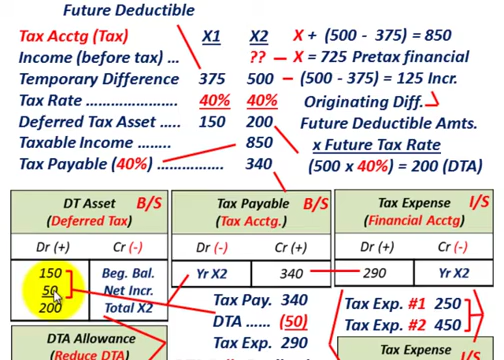 Future Deductible
Tax Acctg (Tax) X1 X2 X + (500 - 375) = 850
Income (before tax) ... ?? X = 725 Pretax financial
Temporary Difference 375 500 (500 - 375) = 125 Incr.
Tax Rate ........................ 40% 40% Originating Diff.
Deferred Tax Asset ..... 150 200 Future Deductible Amts.
Taxable Income ........ 850 x Future Tax Rate
Tax Payable (40%) ................. 340 (500 x 40%) = 200 (DTA)
DT Asset B/S Tax Payable B/S Tax Expense I/S
(Deferred Tax) (Tax Acctg.) (Financial Acctg)
Dr (+) Cr (-) Dr (-) Cr (+) Dr (+) Cr (-)
150 Beg. Bal. Yr X2 340 290 Yr X2
50 Net Incr.
200 Total X2
Tax Pay. 340 Tax Exp. #1 250
DTA ...... (50) Tax Exp. #2 450
DTA Allowance Tax Exp. 290
(Reduce DTA) Tax Expense I/S